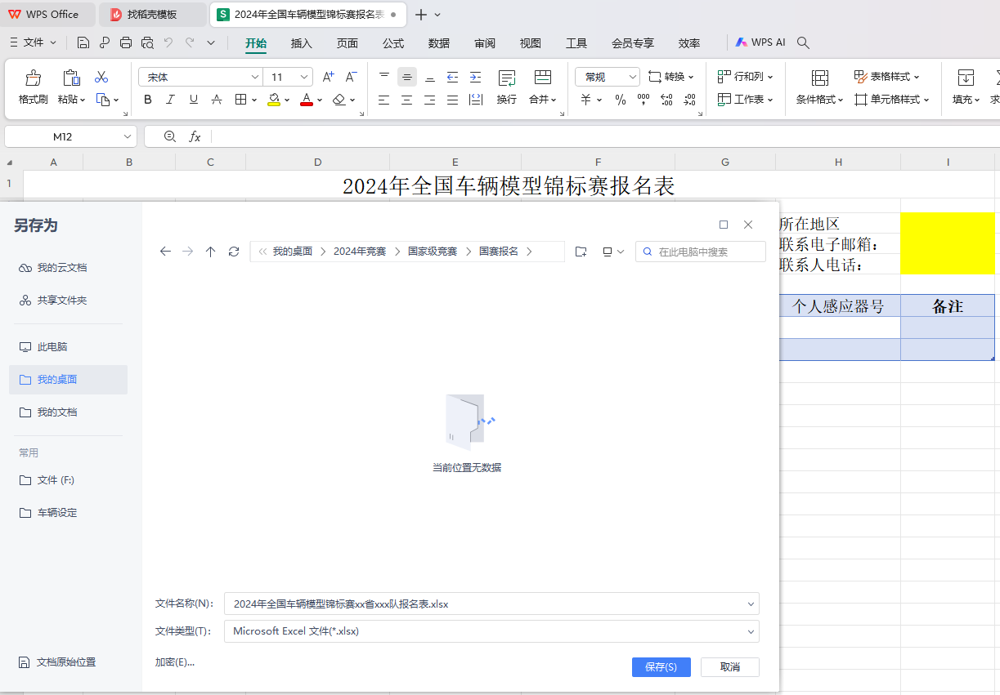 WPS Office 找稻壳模板 2024年全国车辆模型锦标赛报名表
文件 开始 插入 页面 公式 数据 审阅 视图 工具 会员专享 效率 WPS AI
宋体 11 A+ A- 常规 转换 行和列 表格样式
格式刷 粘贴 B I U A A 换行 合并 % 工作表 条件格式 单元格样式 填充
M12 fx
A B C D E F G H I
1 2024年全国车辆模型锦标赛报名表
另存为
所在地区
联系电子邮箱：
联系人电话：
我的桌面 2024年竞赛 国家级竞赛 国赛报名 在此电脑中搜索
我的云文档
共享文件夹
个人感应器号 备注
此电脑
我的桌面
我的文档
常用
文件 (F:)
车辆设定
当前位置无数据
文件名称(N)： 2024年全国车辆模型锦标赛xx省xxx队报名表.xlsx
文件类型(T)： Microsoft Excel 文件(*.xlsx)
文档原始位置 加密(E)... 保存(S) 取消